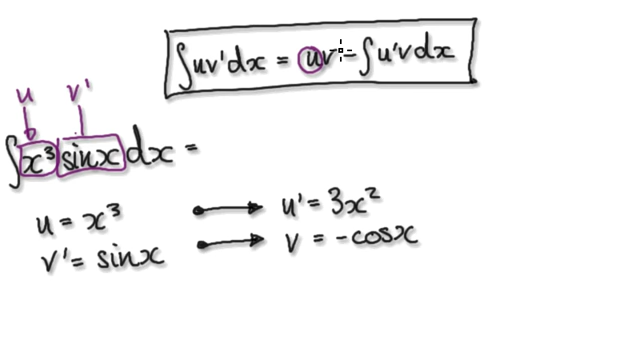 ∫uv'dx = uv - ∫u'vdx
u v'
∫x³ sinx dx =
u = x³ u' = 3x²
v' = sinx v = -cosx